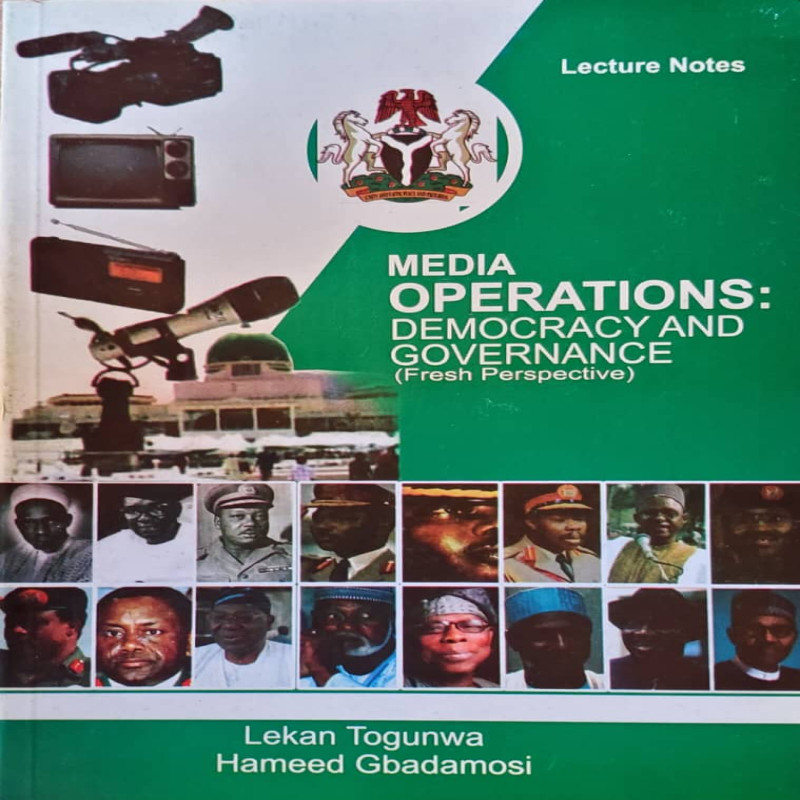 Lecture Notes
MEDIA
OPERATIONS:
DEMOCRACY AND
GOVERNANCE
(Fresh Perspective)
Lekan Togunwa
Hameed Gbadamosi